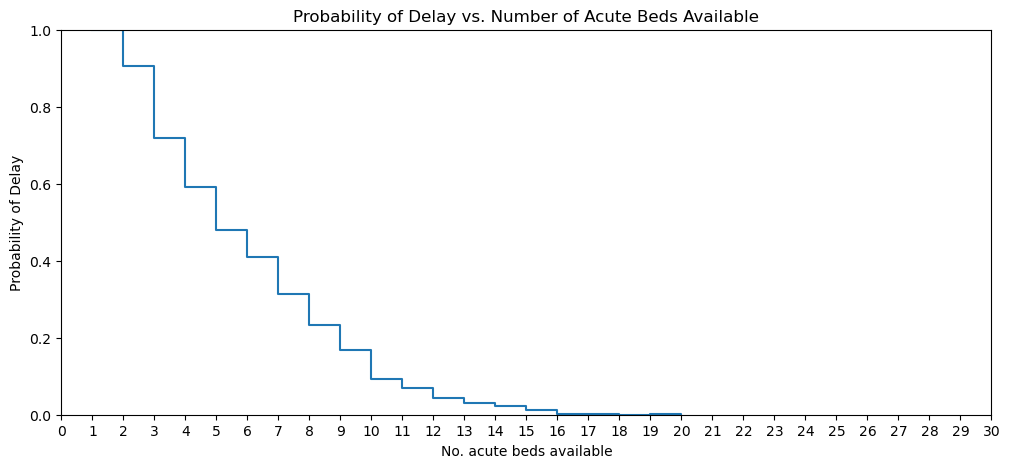 Probability of Delay vs. Number of Acute Beds Available
1.0
0.8
0.6
0.4
0.2
0.0
Probability of Delay
0 1 2 3 4 5 6 7 8 9 10 11 12 13 14 15 16 17 18 19 20 21 22 23 24 25 26 27 28 29 30
No. acute beds available